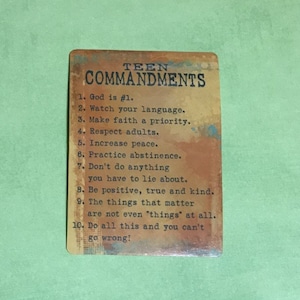 TEEN
COMMANDMENTS
1. God is #1.
2. Watch your language.
3. Make faith a priority.
4. Respect adults.
5. Increase peace.
6. Practice abstinence.
7. Don't do anything
you have to lie about.
8. Be positive, true and kind.
9. The things that matter
are not even "things" at all.
10. Do all this and you can't
go wrong!